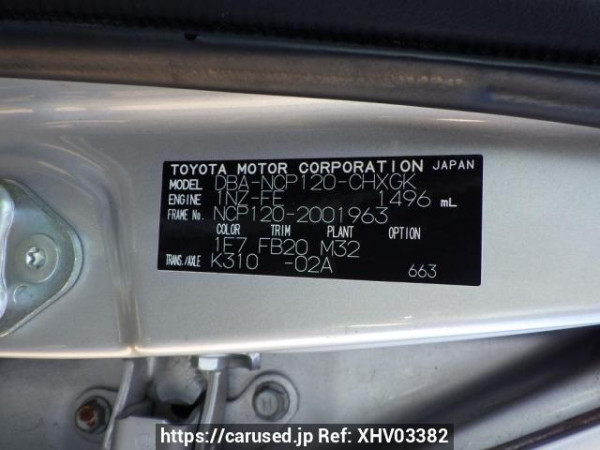 TOYOTA MOTOR CORPORATION JAPAN
MODEL DBA-NCP120-CHXGK
ENGINE 1NZ-FE 1496 mL
FRAME No. NCP120-2001963
COLOR TRIM PLANT OPTION
1F7 FB20 M32
TRANS./AXLE K310 -02A
663
https://carused.jp Ref: XHV03382